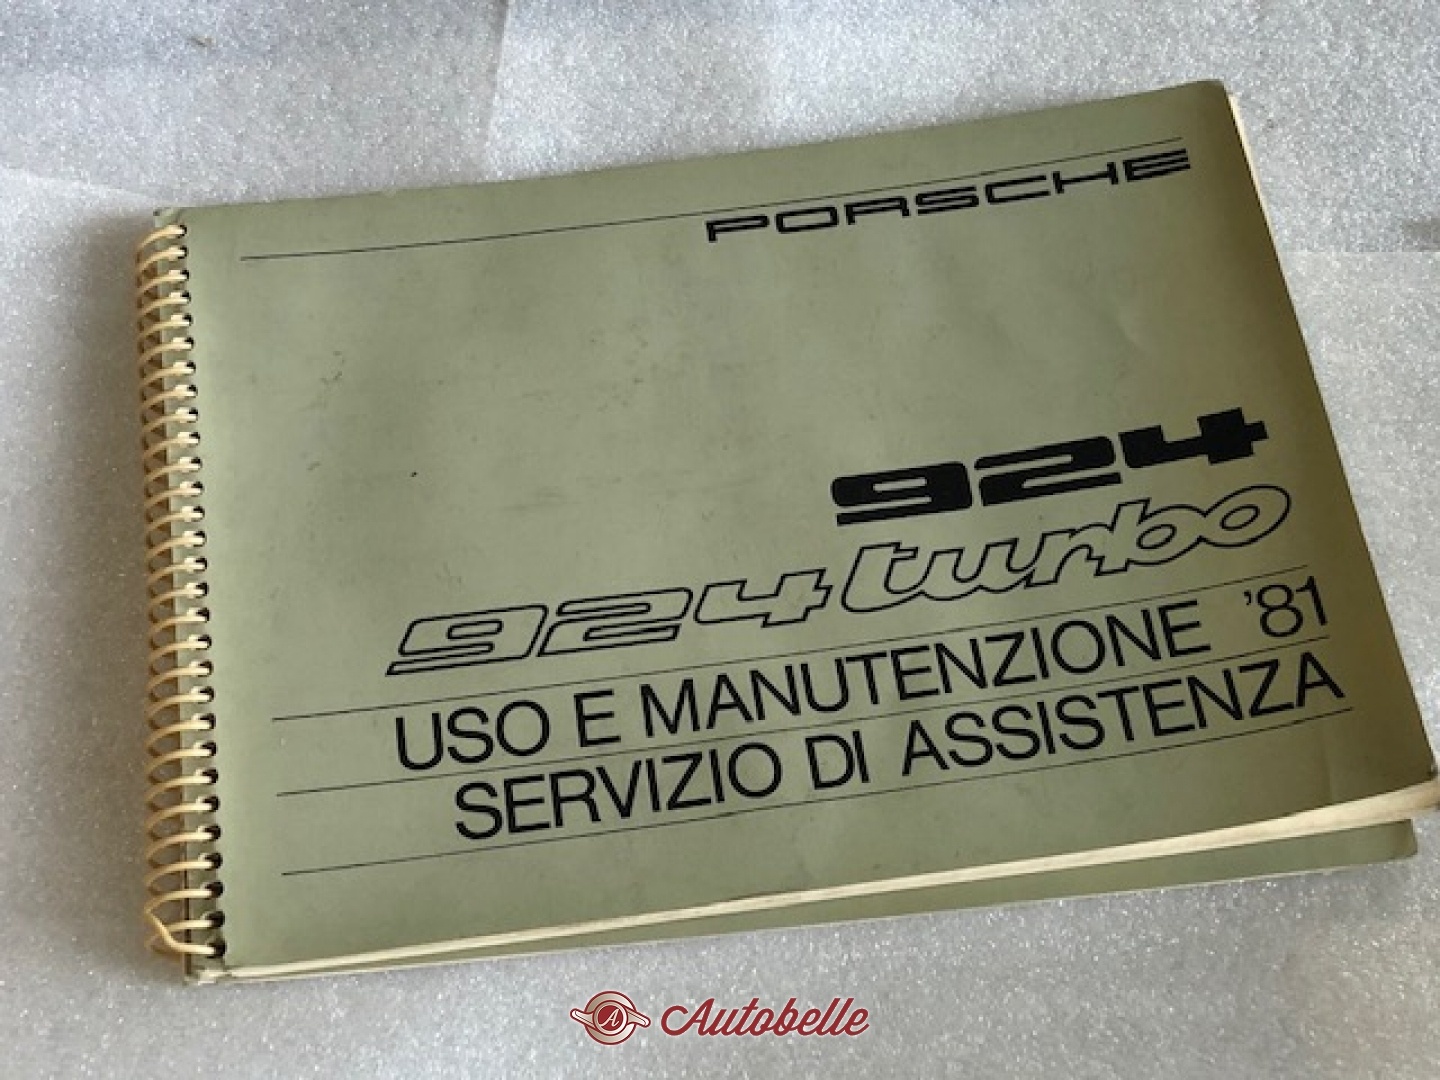 PORSCHE
924
924 turbo
USO E MANUTENZIONE '81
SERVIZIO DI ASSISTENZA
A Autobelle